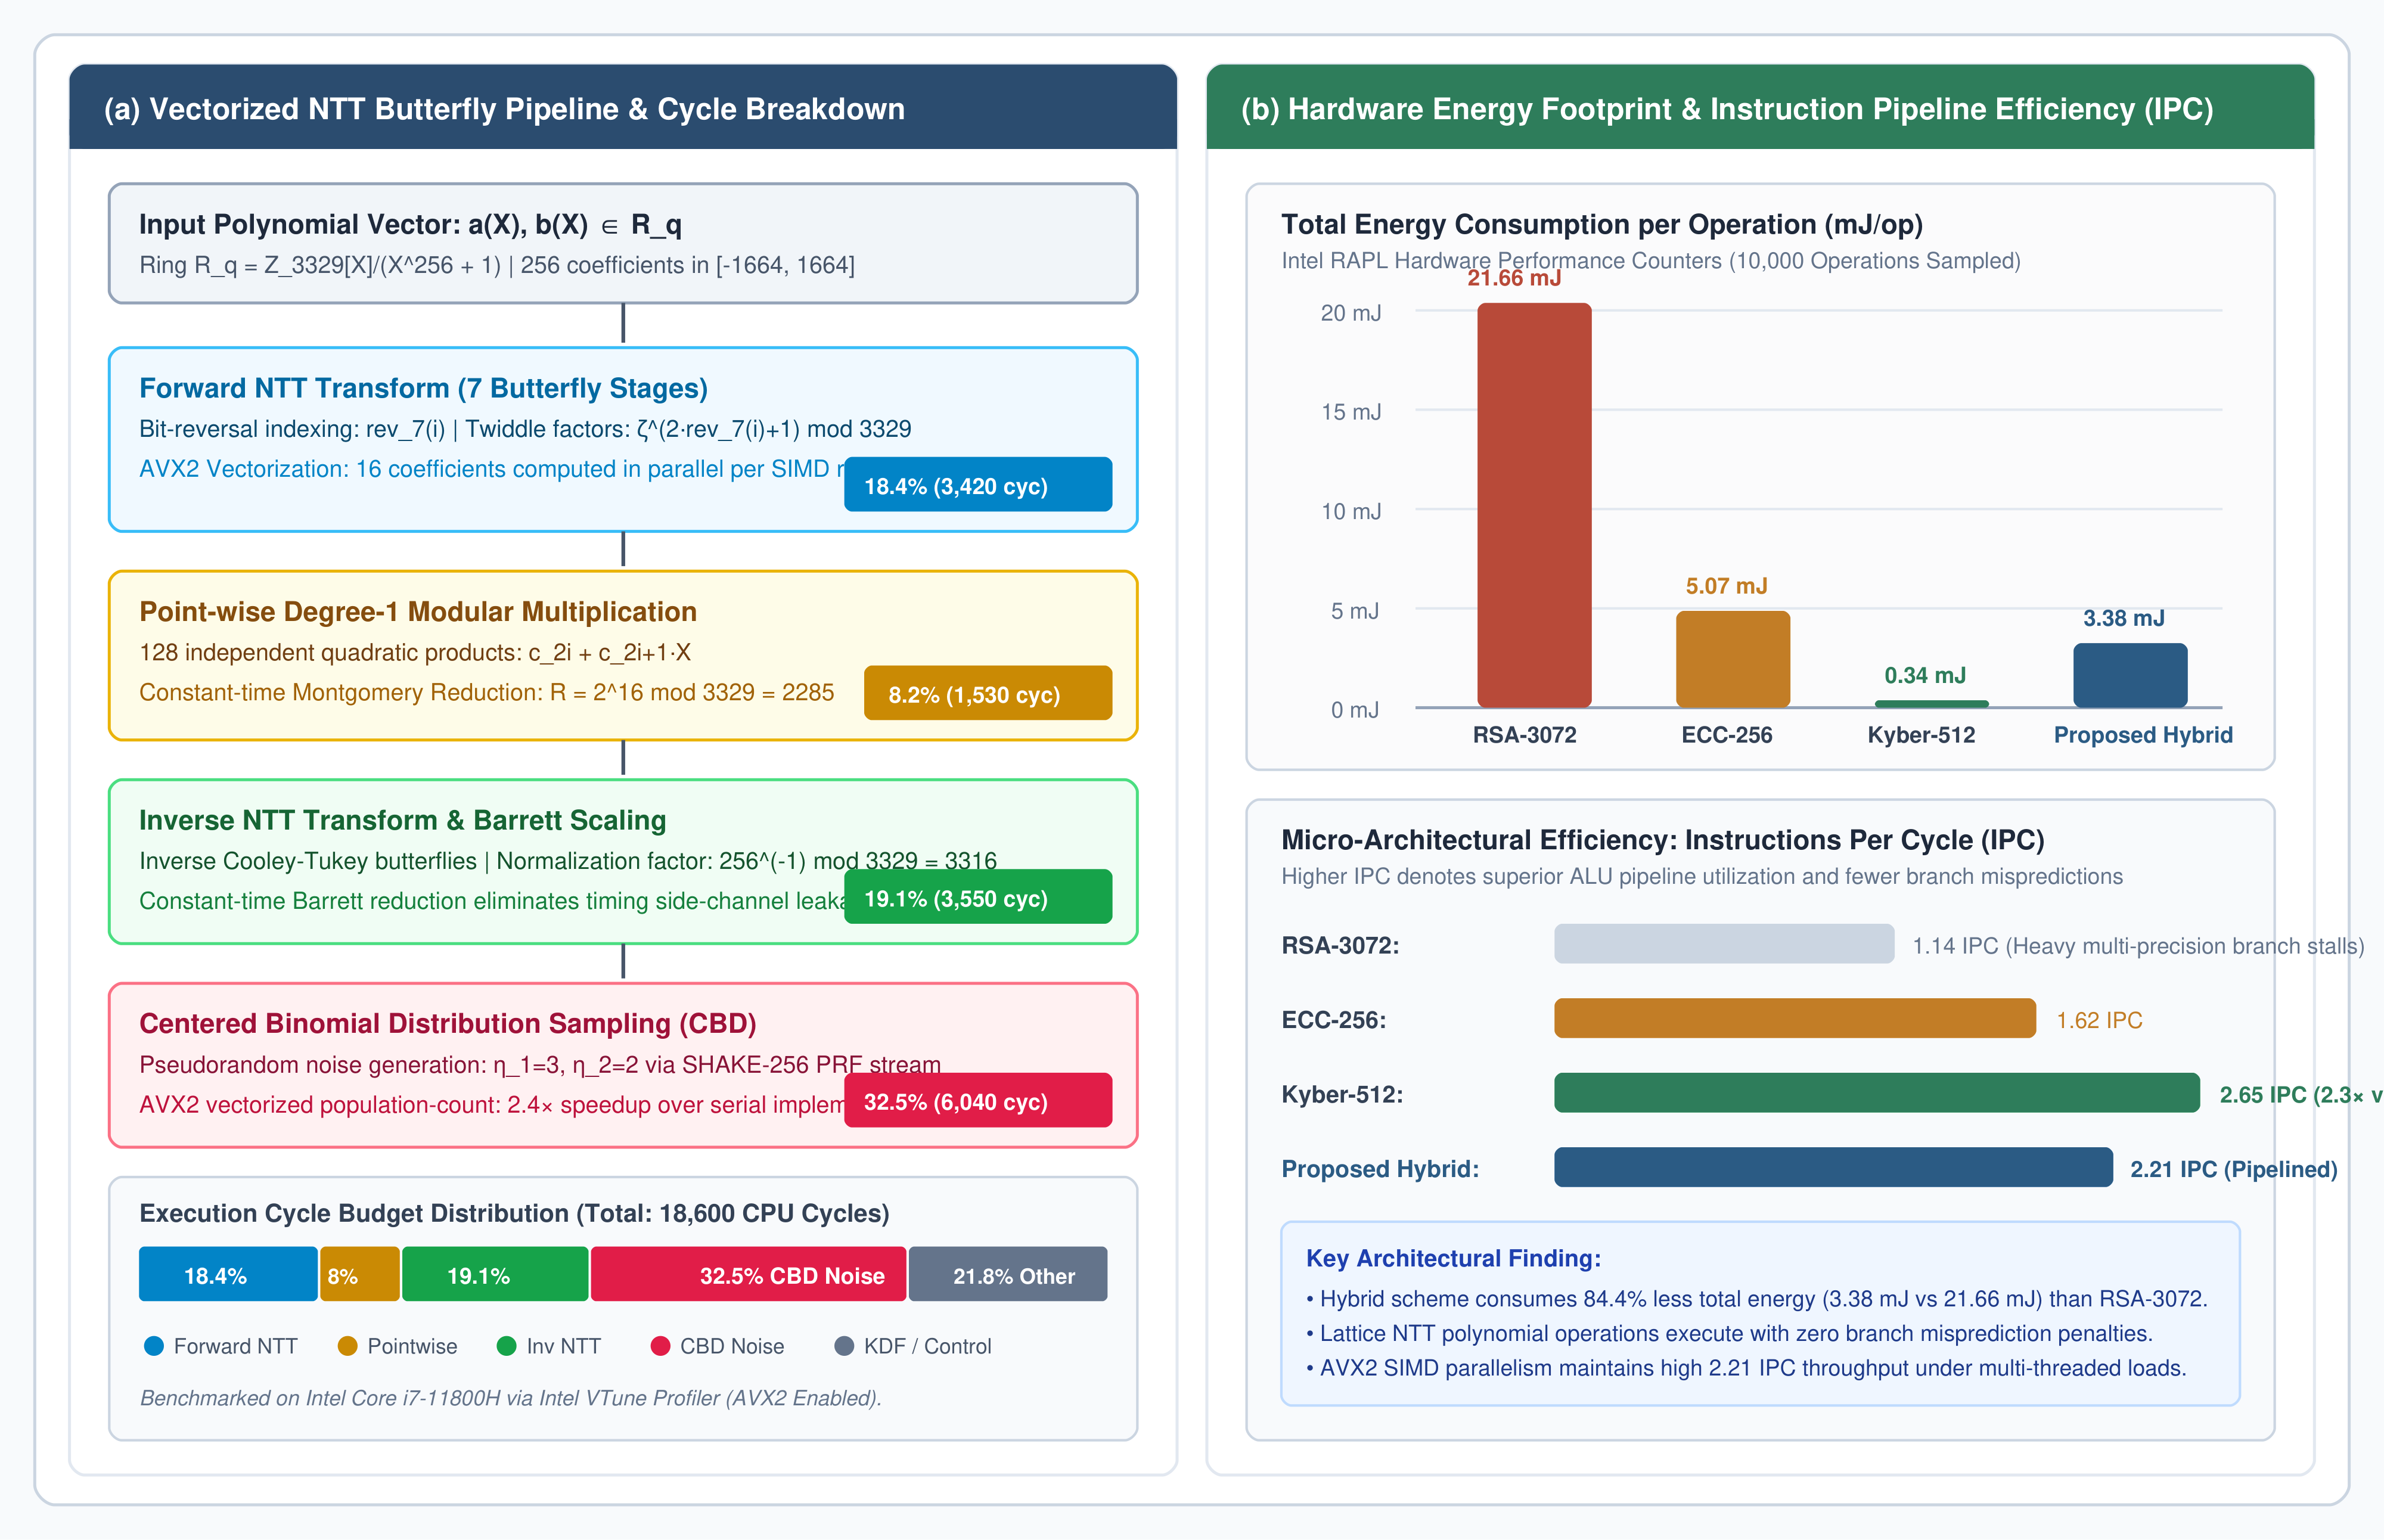 (a) Vectorized NTT Butterfly Pipeline & Cycle Breakdown
Input Polynomial Vector: a(X), b(X) ∈ R_q
Ring R_q = Z_3329[X]/(X^256 + 1) | 256 coefficients in [-1664, 1664]
Forward NTT Transform (7 Butterfly Stages)
Bit-reversal indexing: rev_7(i) | Twiddle factors: ζ^(2·rev_7(i)+1) mod 3329
AVX2 Vectorization: 16 coefficients computed in parallel per SIMD
18.4% (3,420 cyc)
Point-wise Degree-1 Modular Multiplication
128 independent quadratic products: c_2i + c_2i+1·X
Constant-time Montgomery Reduction: R = 2^16 mod 3329 = 2285
8.2% (1,530 cyc)
Inverse NTT Transform & Barrett Scaling
Inverse Cooley-Tukey butterflies | Normalization factor: 256^(-1) mod 3329 = 3316
Constant-time Barrett reduction eliminates timing side-channel
19.1% (3,550 cyc)
Centered Binomial Distribution Sampling (CBD)
Pseudorandom noise generation: η_1=3, η_2=2 via SHAKE-256 PRF stream
AVX2 vectorized population-count: 2.4× speedup over serial
32.5% (6,040 cyc)
Execution Cycle Budget Distribution (Total: 18,600 CPU Cycles)
18.4% 8% 19.1% 32.5% CBD Noise 21.8% Other
Forward NTT Pointwise Inv NTT CBD Noise KDF / Control
Benchmarked on Intel Core i7-11800H via Intel VTune Profiler (AVX2 Enabled).
(b) Hardware Energy Footprint & Instruction Pipeline Efficiency (IPC)
Total Energy Consumption per Operation (mJ/op)
Intel RAPL Hardware Performance Counters (10,000 Operations Sampled)
21.66 mJ
20 mJ
15 mJ
10 mJ
5.07 mJ
5 mJ
3.38 mJ
0.34 mJ
0 mJ
RSA-3072 ECC-256 Kyber-512 Proposed Hybrid
Micro-Architectural Efficiency: Instructions Per Cycle (IPC)
Higher IPC denotes superior ALU pipeline utilization and fewer branch mispredictions
RSA-3072: 1.14 IPC (Heavy multi-precision branch stalls)
ECC-256: 1.62 IPC
Kyber-512: 2.65 IPC (2.3×
Proposed Hybrid: 2.21 IPC (Pipelined)
Key Architectural Finding:
• Hybrid scheme consumes 84.4% less total energy (3.38 mJ vs 21.66 mJ) than RSA-3072.
• Lattice NTT polynomial operations execute with zero branch misprediction penalties.
• AVX2 SIMD parallelism maintains high 2.21 IPC throughput under multi-threaded loads.